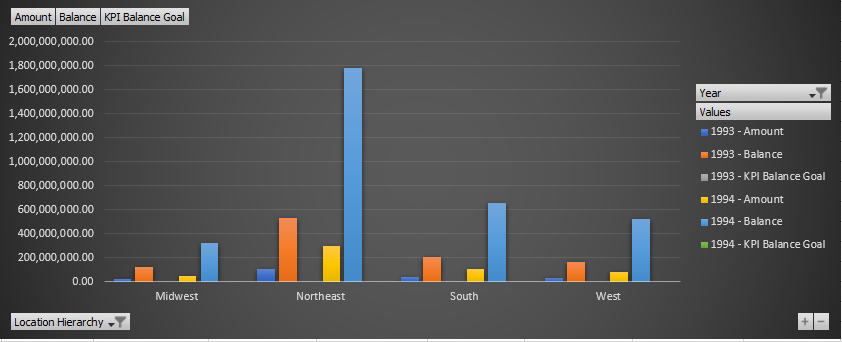 Amount Balance KPI Balance Goal
2,000,000,000.00
1,800,000,000.00
1,600,000,000.00
1,400,000,000.00
1,200,000,000.00
1,000,000,000.00
800,000,000.00
600,000,000.00
400,000,000.00
200,000,000.00
0.00
Midwest Northeast South West
Location Hierarchy
Year
Values
1993 - Amount
1993 - Balance
1993 - KPI Balance Goal
1994 - Amount
1994 - Balance
1994 - KPI Balance Goal
+ −